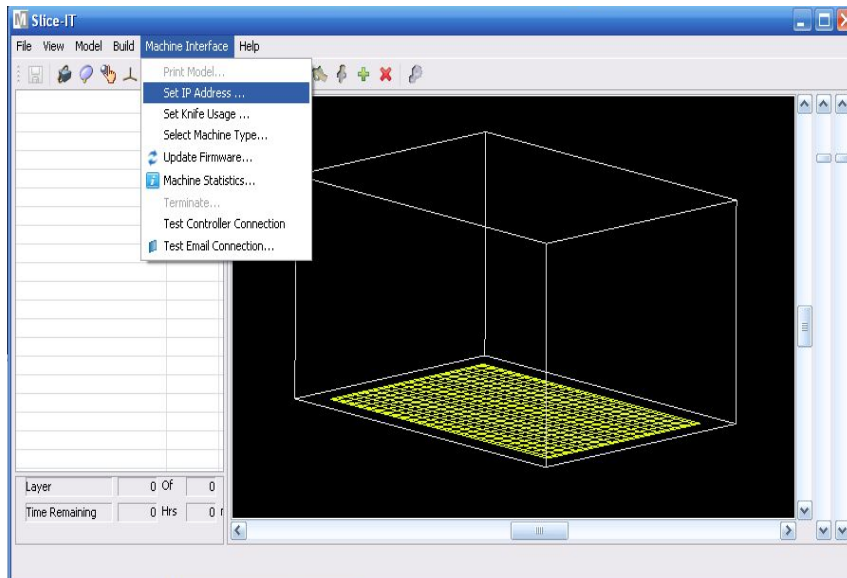 Slice-IT
File View Model Build Machine Interface Help
Print Model...
Set IP Address ...
Set Knife Usage ...
Select Machine Type...
Update Firmware...
Machine Statistics...
Terminate...
Test Controller Connection
Test Email Connection...
Layer 0 Of 0
Time Remaining 0 Hrs 0